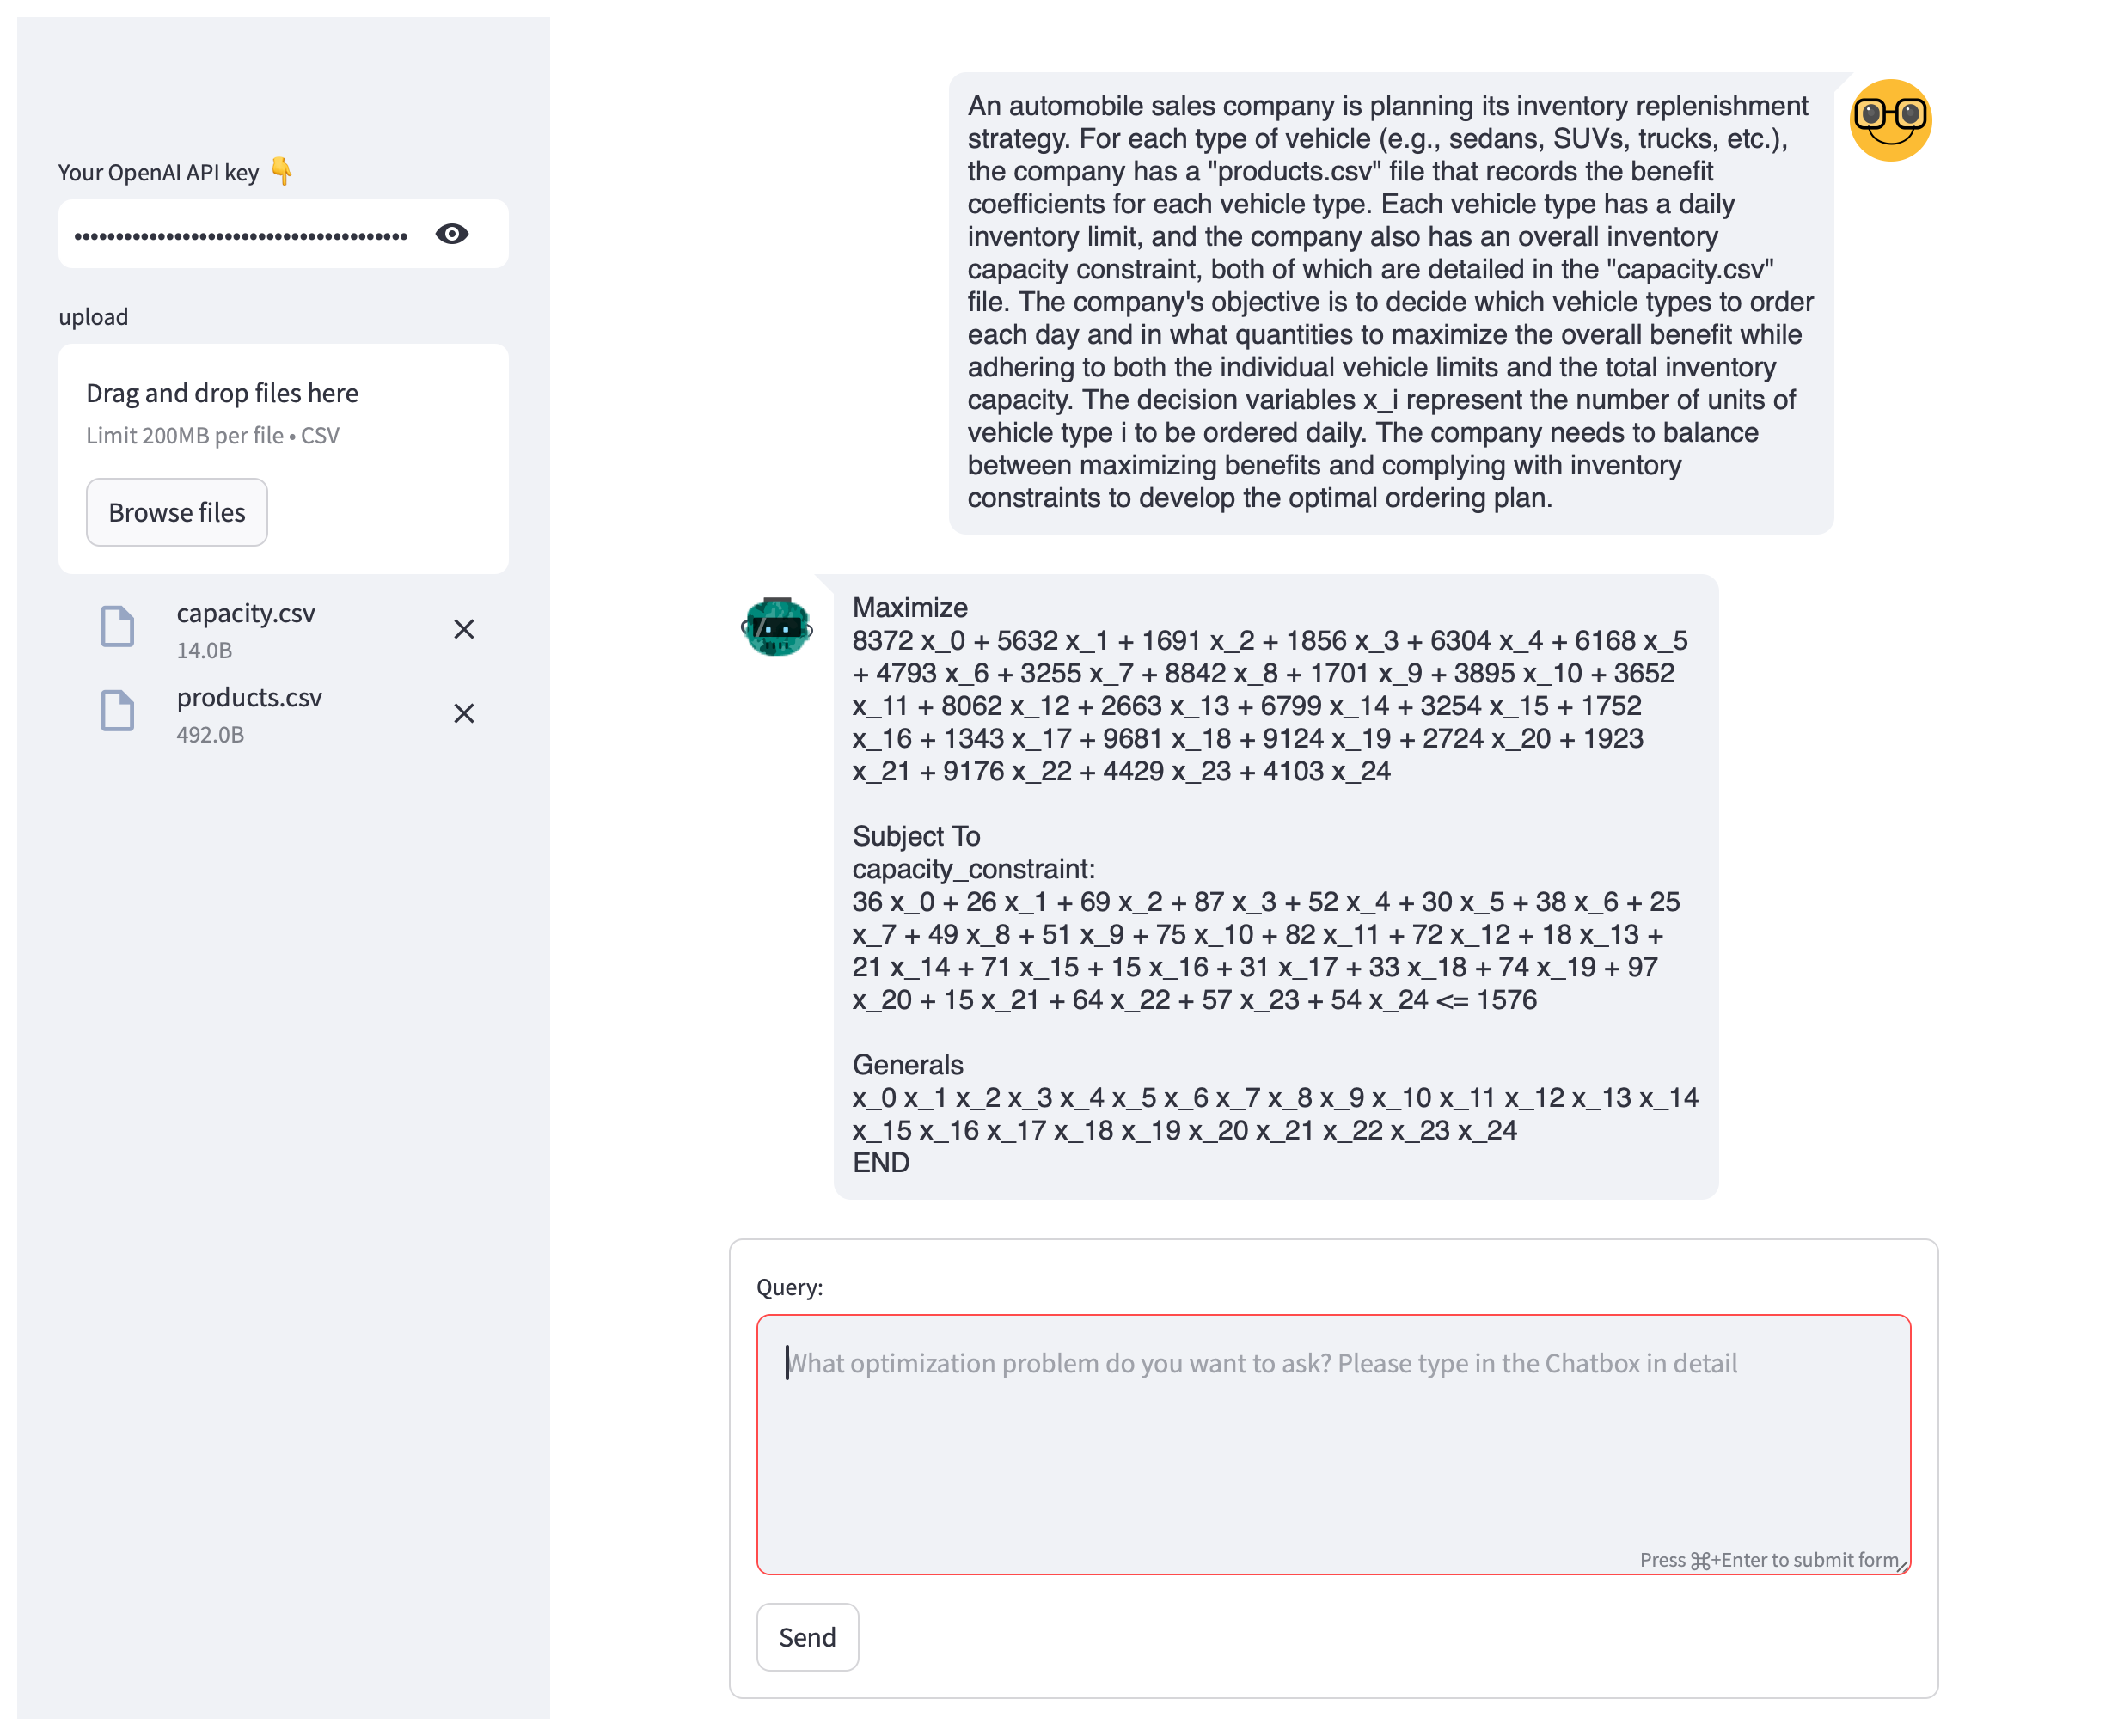 Your OpenAI API key 👇
••••••••••••••••••••••••••••••••••••••••
upload
Drag and drop files here
Limit 200MB per file • CSV
Browse files
capacity.csv
14.0B
products.csv
492.0B
An automobile sales company is planning its inventory replenishment
strategy. For each type of vehicle (e.g., sedans, SUVs, trucks, etc.),
the company has a "products.csv" file that records the benefit
coefficients for each vehicle type. Each vehicle type has a daily
inventory limit, and the company also has an overall inventory
capacity constraint, both of which are detailed in the "capacity.csv"
file. The company's objective is to decide which vehicle types to order
each day and in what quantities to maximize the overall benefit while
adhering to both the individual vehicle limits and the total inventory
capacity. The decision variables x_i represent the number of units of
vehicle type i to be ordered daily. The company needs to balance
between maximizing benefits and complying with inventory
constraints to develop the optimal ordering plan.
Maximize
8372 x_0 + 5632 x_1 + 1691 x_2 + 1856 x_3 + 6304 x_4 + 6168 x_5
+ 4793 x_6 + 3255 x_7 + 8842 x_8 + 1701 x_9 + 3895 x_10 + 3652
x_11 + 8062 x_12 + 2663 x_13 + 6799 x_14 + 3254 x_15 + 1752
x_16 + 1343 x_17 + 9681 x_18 + 9124 x_19 + 2724 x_20 + 1923
x_21 + 9176 x_22 + 4429 x_23 + 4103 x_24
Subject To
capacity_constraint:
36 x_0 + 26 x_1 + 69 x_2 + 87 x_3 + 52 x_4 + 30 x_5 + 38 x_6 + 25
x_7 + 49 x_8 + 51 x_9 + 75 x_10 + 82 x_11 + 72 x_12 + 18 x_13 +
21 x_14 + 71 x_15 + 15 x_16 + 31 x_17 + 33 x_18 + 74 x_19 + 97
x_20 + 15 x_21 + 64 x_22 + 57 x_23 + 54 x_24 <= 1576
Generals
x_0 x_1 x_2 x_3 x_4 x_5 x_6 x_7 x_8 x_9 x_10 x_11 x_12 x_13 x_14
x_15 x_16 x_17 x_18 x_19 x_20 x_21 x_22 x_23 x_24
END
Query:
What optimization problem do you want to ask? Please type in the Chatbox in detail
Press ⌘+Enter to submit form
Send